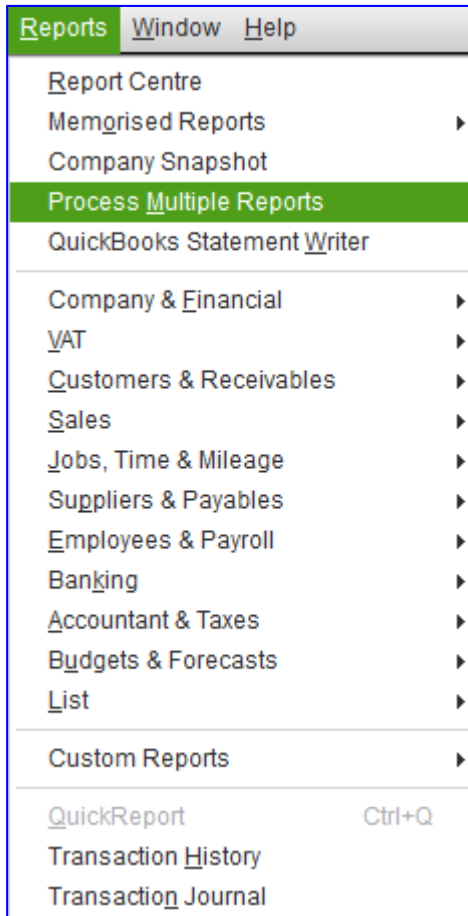 Reports Window Help
Report Centre
Memorised Reports
Company Snapshot
Process Multiple Reports
QuickBooks Statement Writer
Company & Financial
VAT
Customers & Receivables
Sales
Jobs, Time & Mileage
Suppliers & Payables
Employees & Payroll
Banking
Accountant & Taxes
Budgets & Forecasts
List
Custom Reports
QuickReport Ctrl+Q
Transaction History
Transaction Journal